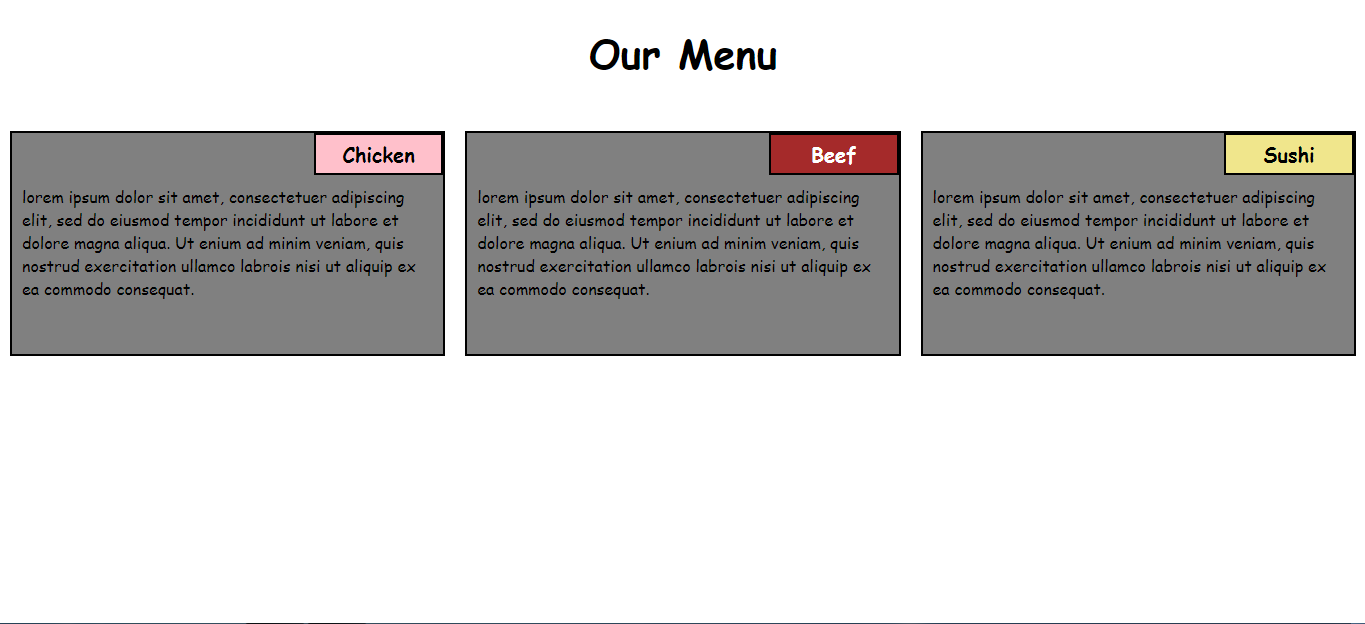 Our Menu
Chicken
lorem ipsum dolor sit amet, consectetuer adipiscing
elit, sed do eiusmod tempor incididunt ut labore et
dolore magna aliqua. Ut enium ad minim veniam, quis
nostrud exercitation ullamco labrois nisi ut aliquip ex
ea commodo consequat.
Beef
lorem ipsum dolor sit amet, consectetuer adipiscing
elit, sed do eiusmod tempor incididunt ut labore et
dolore magna aliqua. Ut enium ad minim veniam, quis
nostrud exercitation ullamco labrois nisi ut aliquip ex
ea commodo consequat.
Sushi
lorem ipsum dolor sit amet, consectetuer adipiscing
elit, sed do eiusmod tempor incididunt ut labore et
dolore magna aliqua. Ut enium ad minim veniam, quis
nostrud exercitation ullamco labrois nisi ut aliquip ex
ea commodo consequat.